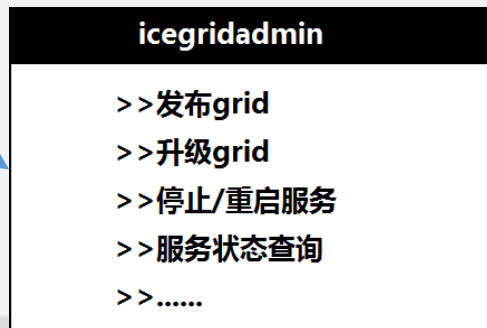 icegridadmin
>>发布grid
>>升级grid
>>停止/重启服务
>>服务状态查询
>>......